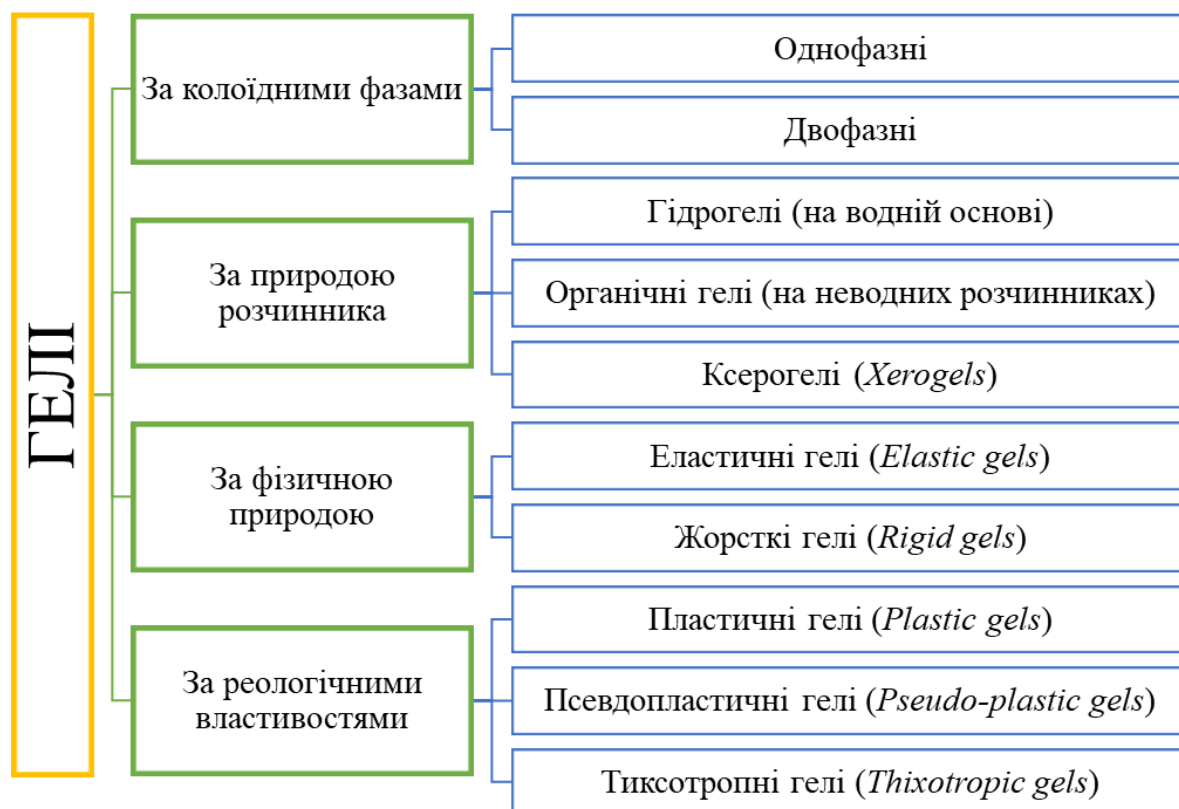 ГЕЛІ
За колоїдними фазами
Однофазні
Двофазні
За природою
розчинника
Гідрогелі (на водній основі)
Органічні гелі (на неводних розчинниках)
Ксерогелі (Xerogels)
За фізичною
природою
Еластичні гелі (Elastic gels)
Жорсткі гелі (Rigid gels)
За реологічними
властивостями
Пластичні гелі (Plastic gels)
Псевдопластичні гелі (Pseudo-plastic gels)
Тиксотропні гелі (Thixotropic gels)